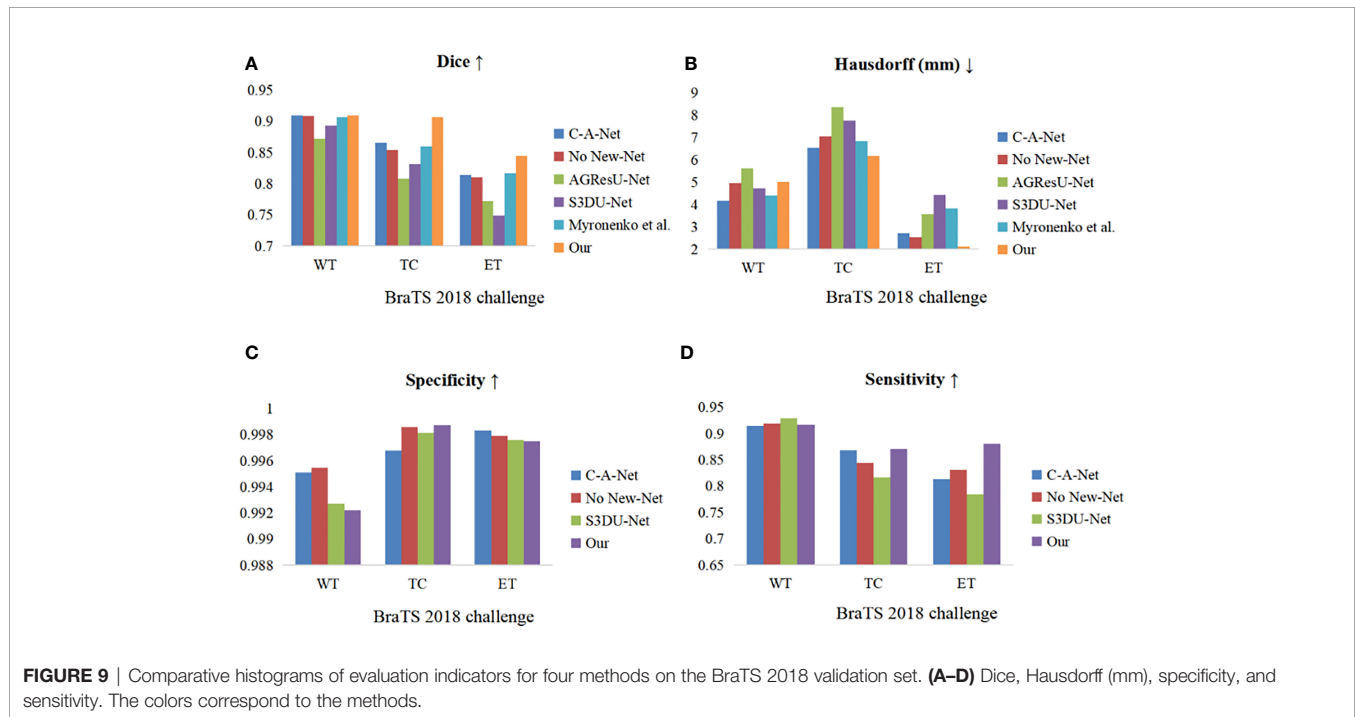 A
Dice ↑
0.95
0.9
0.85
0.8
0.75
0.7
WT
TC
ET
BraTS 2018 challenge
C-A-Net
No New-Net
AGResU-Net
S3DU-Net
Myronenko et al.
Our
B
Hausdorff (mm) ↓
9
8
7
6
5
4
3
2
WT
TC
ET
BraTS 2018 challenge
C-A-Net
No New-Net
AGResU-Net
S3DU-Net
Myronenko et al.
Our
C
Specificity ↑
1
0.998
0.996
0.994
0.992
0.99
0.988
WT
TC
ET
BraTS 2018 challenge
C-A-Net
No New-Net
S3DU-Net
Our
D
Sensitivity ↑
0.95
0.9
0.85
0.8
0.75
0.7
0.65
WT
TC
ET
BraTS 2018 challenge
C-A-Net
No New-Net
S3DU-Net
Our
FIGURE 9 | Comparative histograms of evaluation indicators for four methods on the BraTS 2018 validation set. (A–D) Dice, Hausdorff (mm), specificity, and
sensitivity. The colors correspond to the methods.